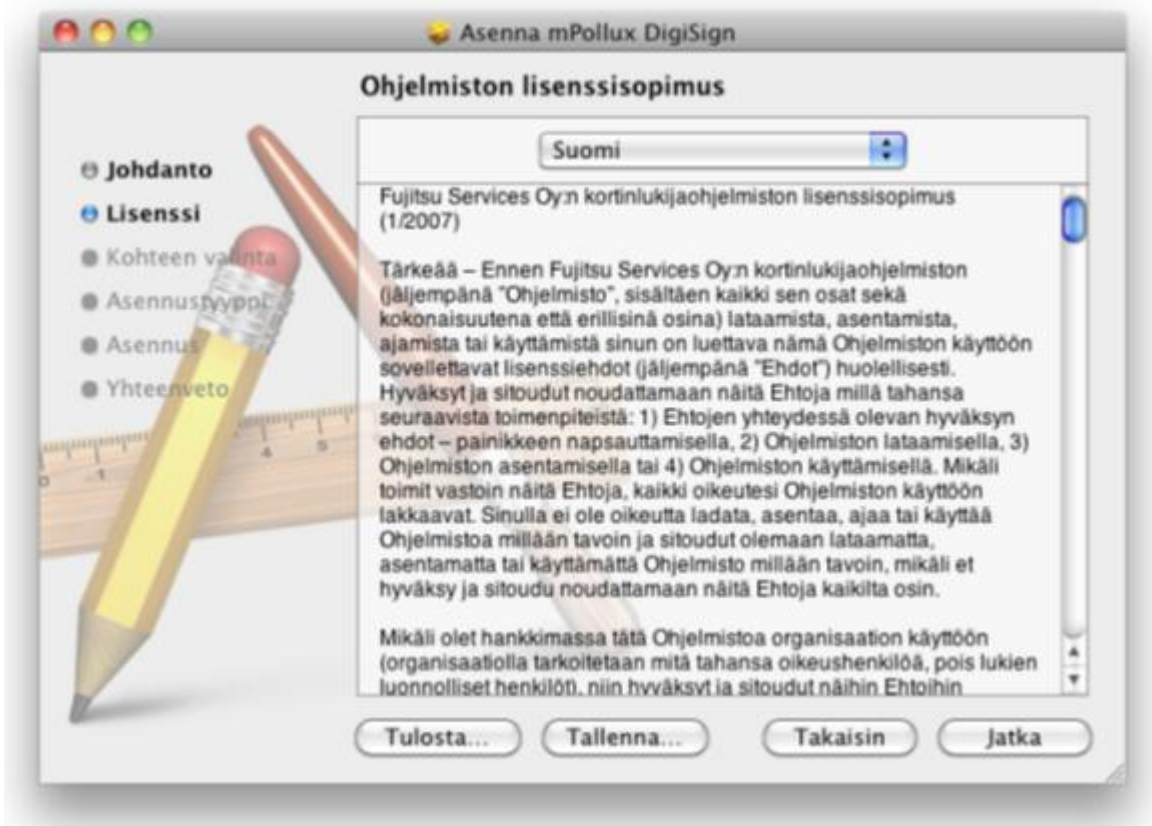 Asenna mPollux DigiSign
Ohjelmiston lisenssisopimus
Johdanto
Lisenssi
Kohteen valinta
Asennustyyppi
Asennus
Yhteenveto
Suomi
Fujitsu Services Oy:n kortinlukijaohjelmiston lisenssisopimus
(1/2007)
Tärkeää – Ennen Fujitsu Services Oy:n kortinlukijaohjelmiston
(jäljempänä "Ohjelmisto", sisältäen kaikki sen osat sekä
kokonaisuutena että erillisinä osina) lataamista, asentamista,
ajamista tai käyttämistä sinun on luettava nämä Ohjelmiston käyttöön
sovellettavat lisenssiehdot (jäljempänä "Ehdot") huolellisesti.
Hyväksyt ja sitoudut noudattamaan näitä Ehtoja millä tahansa
seuraavista toimenpiteistä: 1) Ehtojen yhteydessä olevan hyväksyn
ehdot – painikkeen napsauttamisella, 2) Ohjelmiston lataamisella, 3)
Ohjelmiston asentamisella tai 4) Ohjelmiston käyttämisellä. Mikäli
toimit vastoin näitä Ehtoja, kaikki oikeutesi Ohjelmiston käyttöön
lakkaavat. Sinulla ei ole oikeutta ladata, asentaa, ajaa tai käyttää
Ohjelmistoa millään tavoin ja sitoudut olemaan lataamatta,
asentamatta tai käyttämättä Ohjelmisto millään tavoin, mikäli et
hyväksy ja sitoudu noudattamaan näitä Ehtoja kaikilta osin.
Mikäli olet hankkimassa tätä Ohjelmistoa organisaation käyttöön
(organisaatiolla tarkoitetaan mitä tahansa oikeushenkilöä, pois lukien
luonnolliset henkilöt), niin hyväksyt ja sitoudut näihin Ehtoihin
Tulosta...
Tallenna...
Takaisin
Jatka